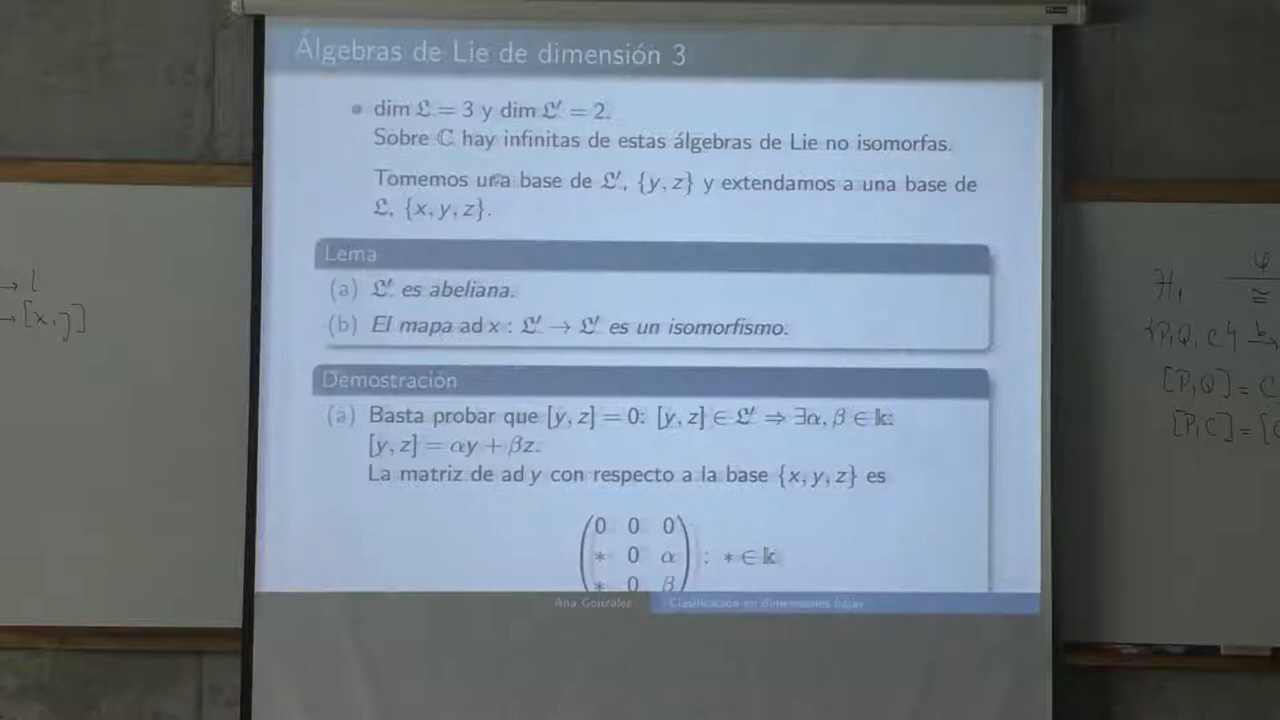 Álgebras de Lie de dimensión 3
dim 𝔏 = 3 y dim 𝔏′ = 2.
Sobre ℂ hay infinitas de estas álgebras de Lie no isomorfas.
Tomemos una base de 𝔏′, {y, z} y extendamos a una base de
𝔏, {x, y, z}.
Lema
(a) 𝔏′ es abeliana.
(b) El mapa ad x : 𝔏′ → 𝔏′ es un isomorfismo.
Demostración
(a) Basta probar que [y, z] = 0: [y, z] ∈ 𝔏′ ⇒ ∃α, β ∈ 𝕜:
[y, z] = αy + βz.
La matriz de ad y con respecto a la base {x, y, z} es
0 0 0
* 0 α : * ∈ 𝕜
* 0 β
Ana González Clasificación en dimensiones bajas
→ l
→ [x,y]
H₁ φ ≅
{P,Q,C}
[P,Q] = C
[P,C] = [C